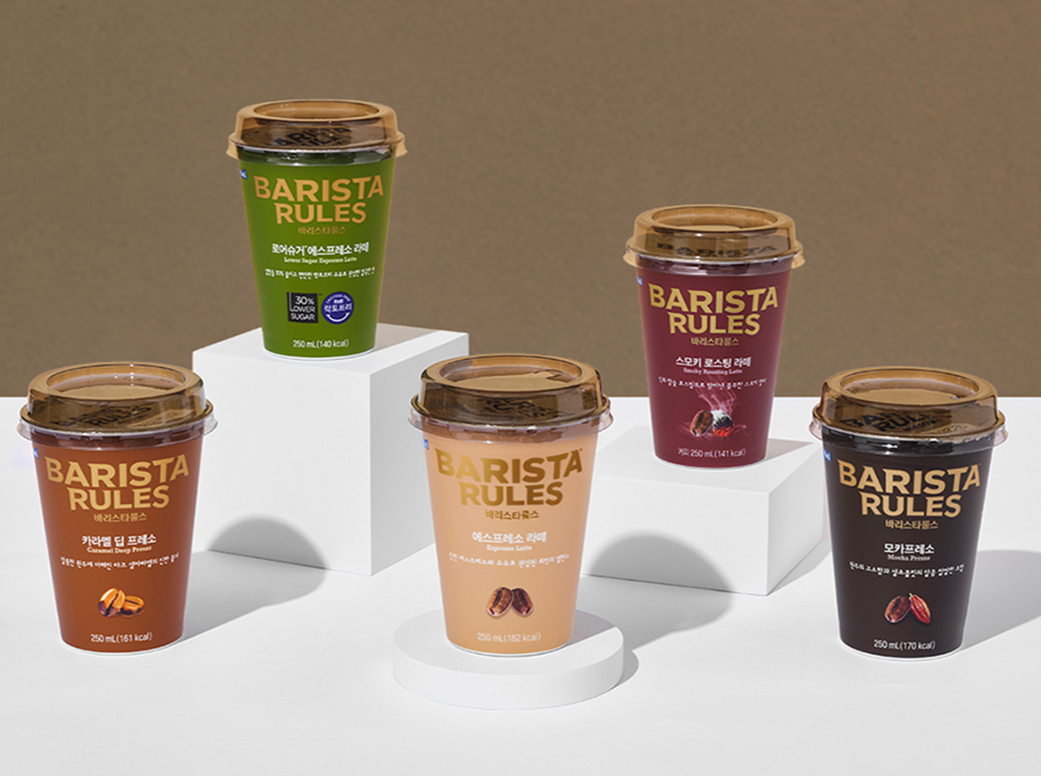 BARISTA
RULES
바리스타룰스
로어슈거 에스프레소 라떼
Lower Sugar Espresso Latte
30%
LOWER
SUGAR
락토프리
250 mL(140 kcal)
BARISTA
RULES
바리스타룰스
스모키 로스팅 라떼
Smoky Roasting Latte
커피 250 mL(141 kcal)
BARISTA
RULES
바리스타룰스
카라멜 딥 프레소
Caramel Deep Presso
250 mL(161 kcal)
BARISTA
RULES
바리스타룰스
에스프레소 라떼
Espresso Latte
250 mL(162 kcal)
BARISTA
RULES
바리스타룰스
모카프레소
Mocha Presso
250 mL(170 kcal)